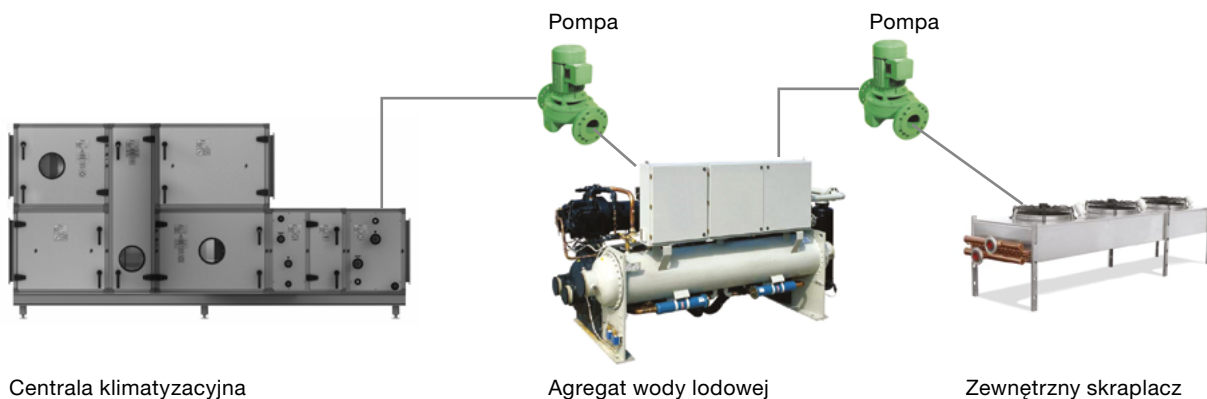 Pompa
Pompa
Centrala klimatyzacyjna
Agregat wody lodowej
Zewnętrzny skraplacz